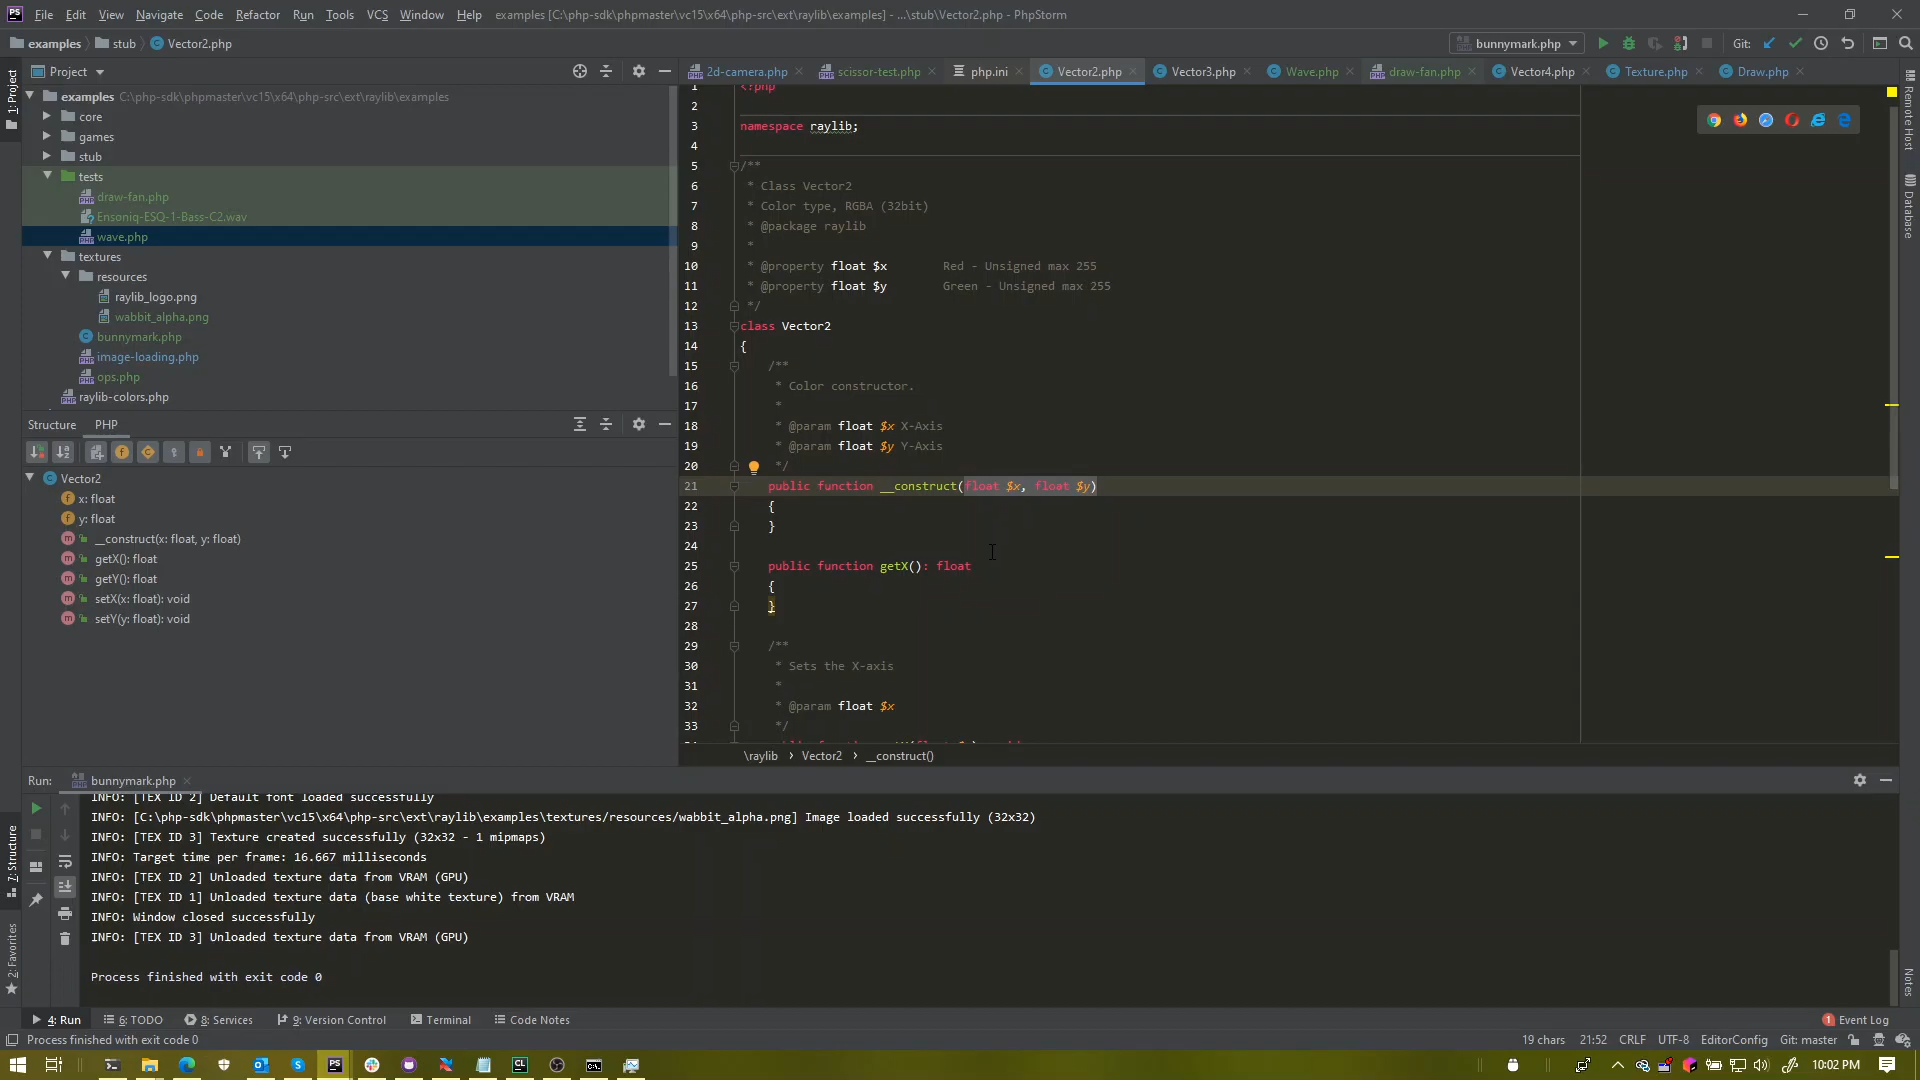 PS File Edit View Navigate Code Refactor Run Tools VCS Window Help examples [C:\php-sdk\phpmaster\vc15\x64\php-src\ext\raylib\examples] - ...\stub\Vector2.php - PhpStorm
examples stub Vector2.php bunnymark.php Git:
1: Project
Project
2d-camera.php scissor-test.php php.ini Vector2.php Vector3.php Wave.php draw-fan.php Vector4.php Texture.php Draw.php
examples C:\php-sdk\phpmaster\vc15\x64\php-src\ext\raylib\examples
core
games
stub
tests
draw-fan.php
Ensoniq-ESQ-1-Bass-C2.wav
wave.php
textures
resources
raylib_logo.png
wabbit_alpha.png
bunnymark.php
image-loading.php
ops.php
raylib-colors.php
Structure PHP
Vector2
x: float
y: float
__construct(x: float, y: float)
getX(): float
getY(): float
setX(x: float): void
setY(y: float): void
1 <?php
2
3 namespace raylib;
4
5 /**
6 * Class Vector2
7 * Color type, RGBA (32bit)
8 * @package raylib
9 *
10 * @property float $x Red - Unsigned max 255
11 * @property float $y Green - Unsigned max 255
12 */
13 class Vector2
14 {
15 /**
16 * Color constructor.
17 *
18 * @param float $x X-Axis
19 * @param float $y Y-Axis
20 */
21 public function __construct(float $x, float $y)
22 {
23 }
24
25 public function getX(): float
26 {
27 }
28
29 /**
30 * Sets the X-axis
31 *
32 * @param float $x
33 */
\raylib Vector2 __construct()
Remote Host
Database
Notes
Run: bunnymark.php
INFO: [TEX ID 2] Default font loaded successfully
INFO: [C:\php-sdk\phpmaster\vc15\x64\php-src\ext\raylib\examples\textures/resources/wabbit_alpha.png] Image loaded successfully (32x32)
INFO: [TEX ID 3] Texture created successfully (32x32 - 1 mipmaps)
INFO: Target time per frame: 16.667 milliseconds
INFO: [TEX ID 2] Unloaded texture data from VRAM (GPU)
INFO: [TEX ID 1] Unloaded texture data (base white texture) from VRAM
INFO: Window closed successfully
INFO: [TEX ID 3] Unloaded texture data from VRAM (GPU)
Process finished with exit code 0
7: Structure
2: Favorites
4: Run 6: TODO 8: Services 9: Version Control Terminal Code Notes 1 Event Log
Process finished with exit code 0 19 chars 21:52 CRLF UTF-8 EditorConfig Git: master
10:02 PM